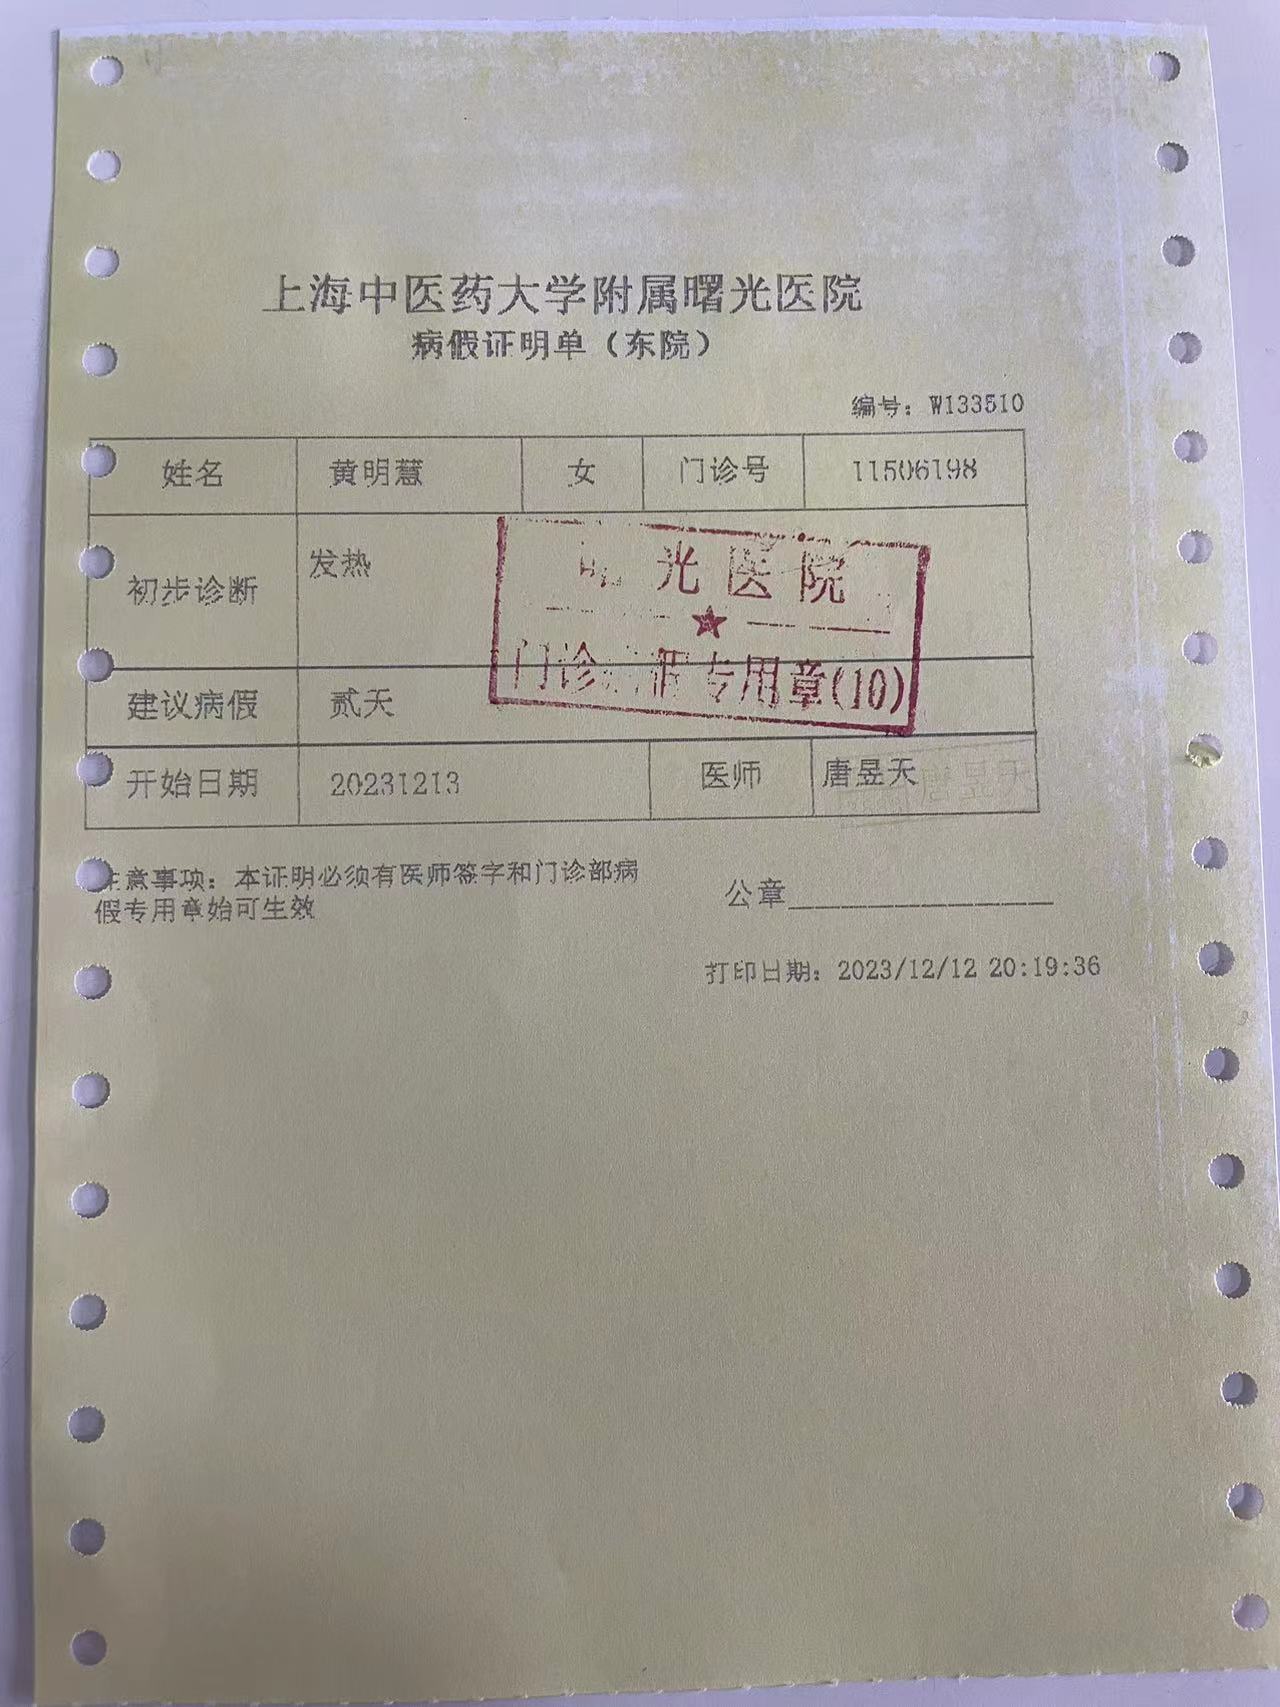 上海中医药大学附属曙光医院
病假证明单（东院）
编号：W133510
姓名 黄明慧 女 门诊号 11506198
初步诊断 发热
光医院
门诊 假专用章(10)
建议病假 贰天
开始日期 20231213 医师 唐昱天
唐昱天
注意事项：本证明必须有医师签字和门诊部病
假专用章始可生效
公章
打印日期：2023/12/12 20:19:36